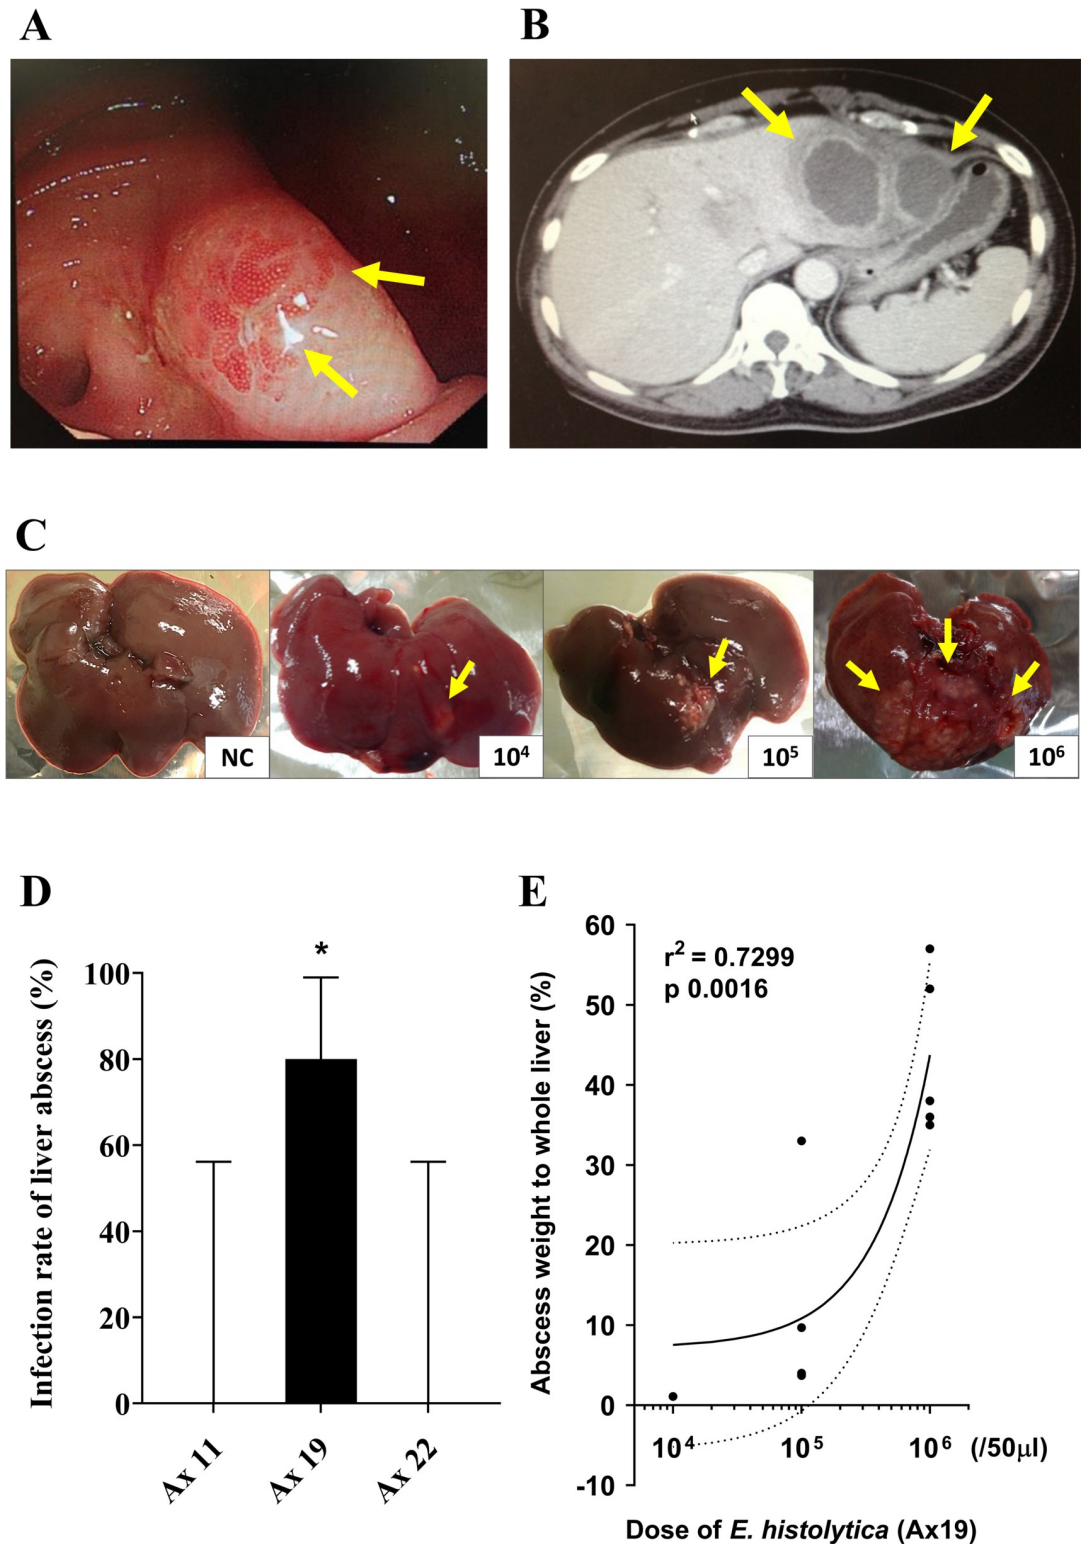 A
B
C
NC
10⁴
10⁵
10⁶
D
Infection rate of liver abscess (%)
100
80
60
40
20
0
*
Ax 11
Ax 19
Ax 22
E
Abscess weight to whole liver (%)
60
50
40
30
20
10
0
-10
r² = 0.7299
p 0.0016
10⁴
10⁵
10⁶
(/50µl)
Dose of E. histolytica (Ax19)